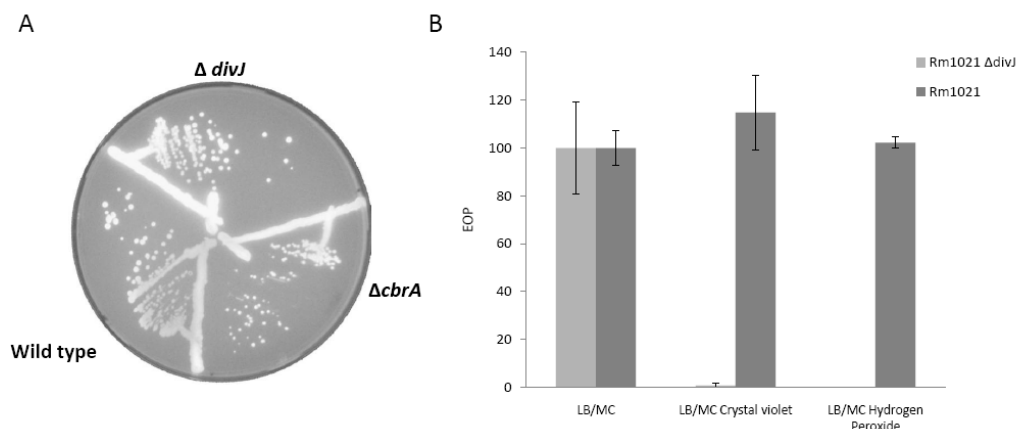 A
B
Δ divJ
ΔcbrA
Wild type
140
120
100
80
60
40
20
0
EOP
LB/MC
LB/MC Crystal violet
LB/MC Hydrogen
Peroxide
Rm1021 ΔdivJ
Rm1021